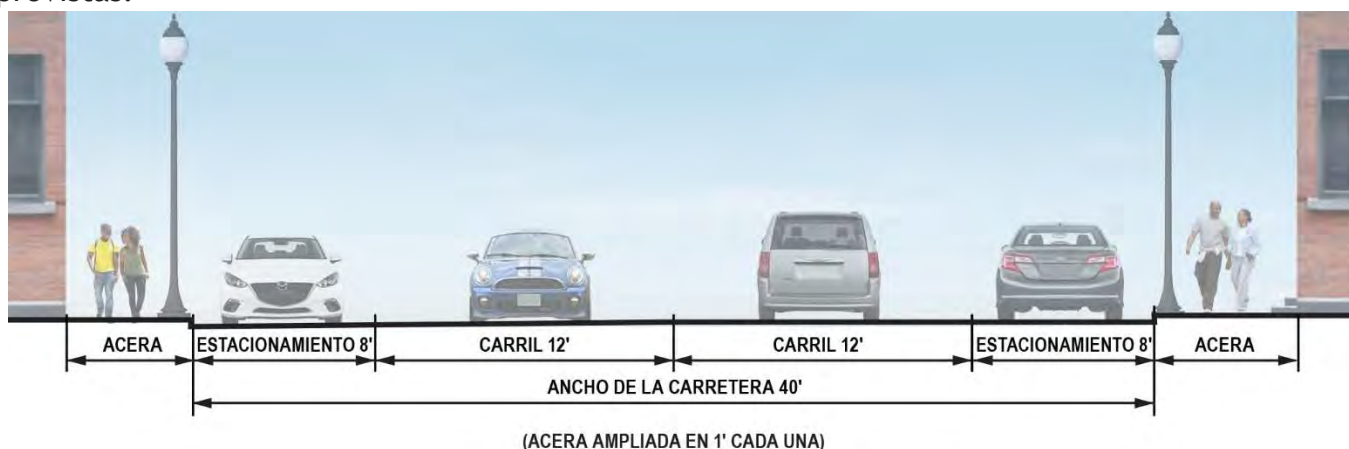 ACERA ESTACIONAMIENTO 8' CARRIL 12' CARRIL 12' ESTACIONAMIENTO 8' ACERA
ANCHO DE LA CARRETERA 40'
(ACERA AMPLIADA EN 1' CADA UNA)